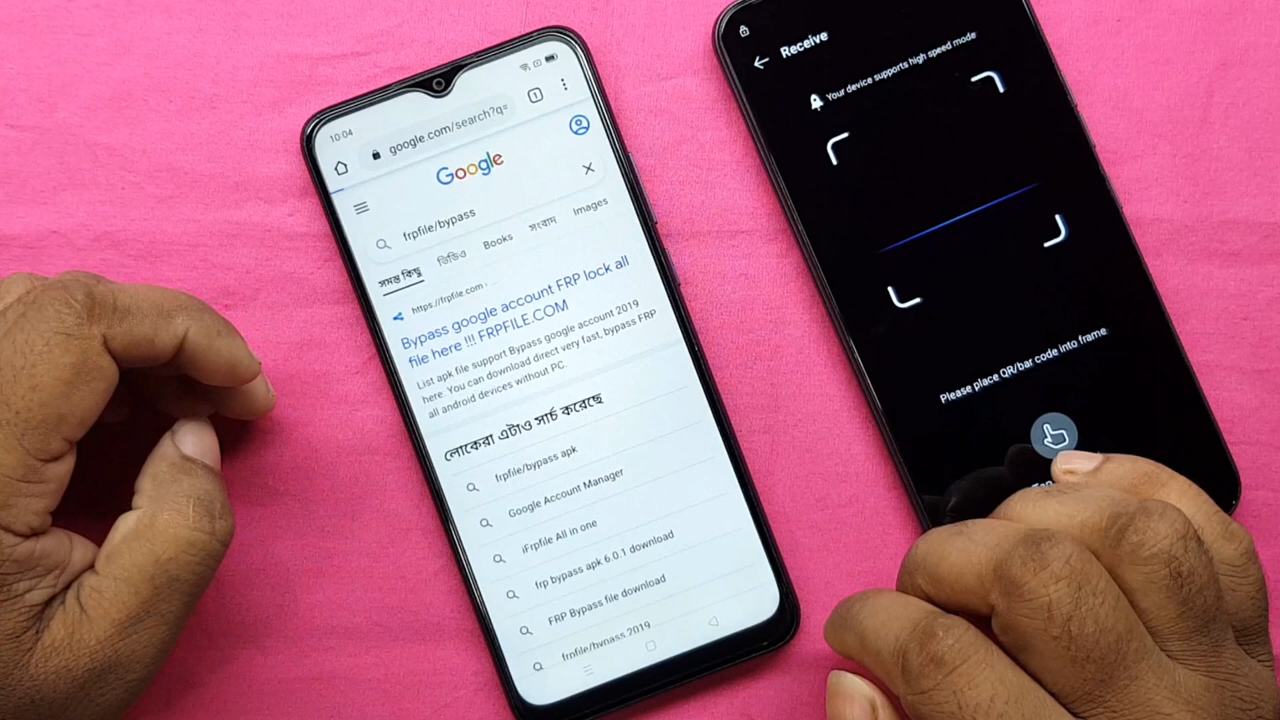 10:04
google.com/search?q=
1
Google
frpfile/bypass
সমস্ত কিছু ভিডিও Books সংবাদ Images
https://frpfile.com › ...
Bypass google account FRP lock all
file here !!! FRPFILE.COM
List apk file support Bypass google account 2019
here. You can download direct very fast, bypass FRP
all android devices without PC.
লোকেরা এটাও সার্চ করেছে
frpfile/bypass apk
Google Account Manager
iFrpfile All in one
frp bypass apk 6.0.1 download
FRP Bypass file download
frpfile/bypass 2019
Receive
Your device supports high speed mode
Please place QR/bar code into frame